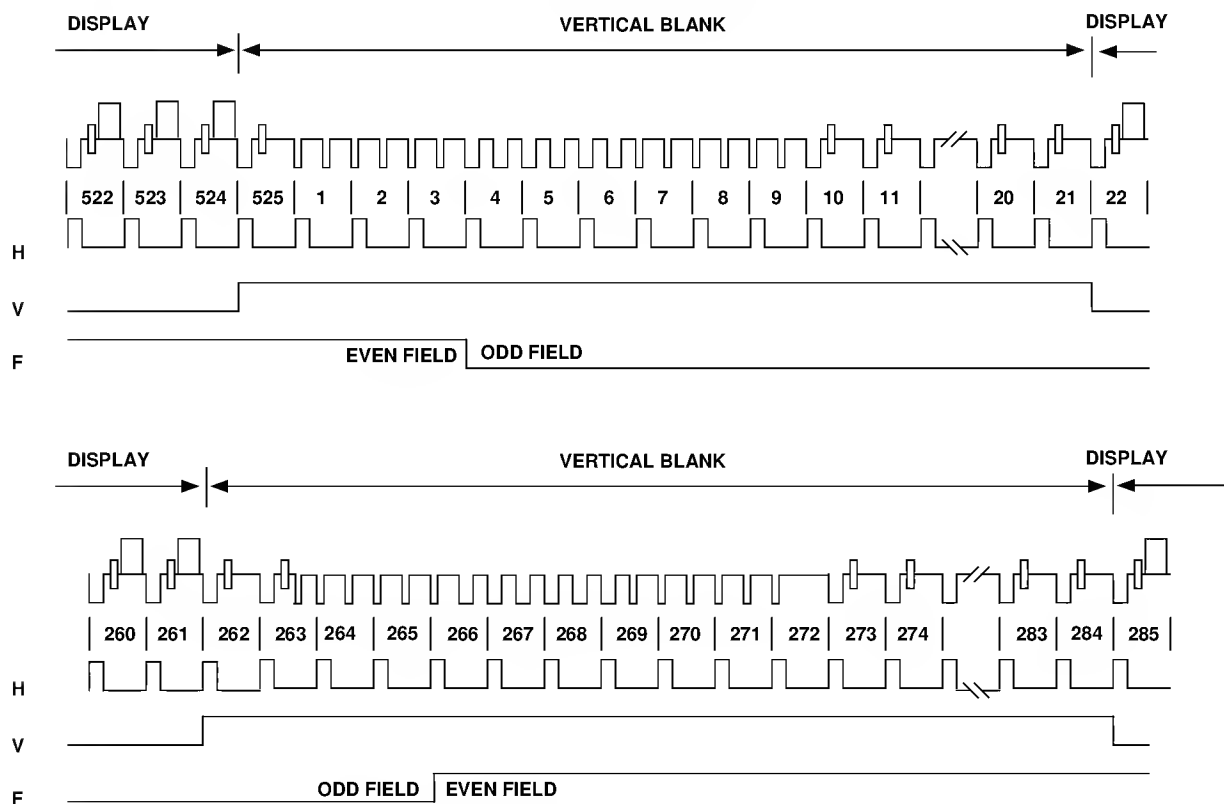 DISPLAY VERTICAL BLANK DISPLAY
522 523 524 525 1 2 3 4 5 6 7 8 9 10 11 20 21 22
H
V
F EVEN FIELD ODD FIELD
DISPLAY VERTICAL BLANK DISPLAY
260 261 262 263 264 265 266 267 268 269 270 271 272 273 274 283 284 285
H
V
F ODD FIELD EVEN FIELD